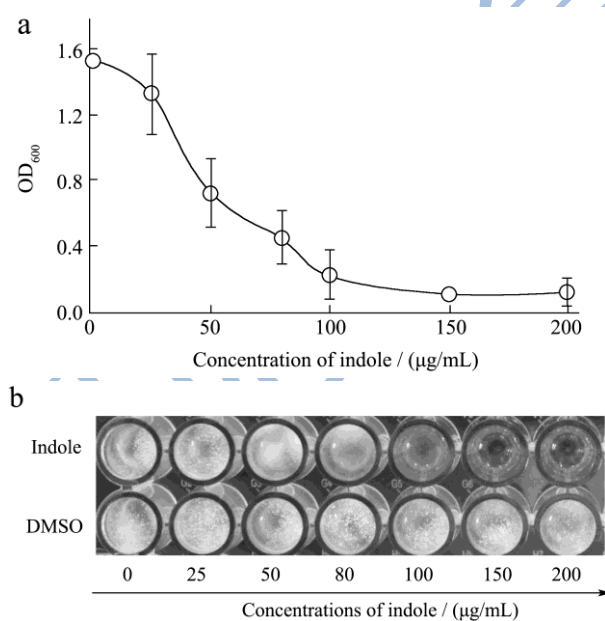 a
1.6
1.2
0.8
0.4
0.0
OD600
0 50 100 150 200
Concentration of indole / (μg/mL)
b
Indole
DMSO
0 25 50 80 100 150 200
Concentrations of indole / (μg/mL)